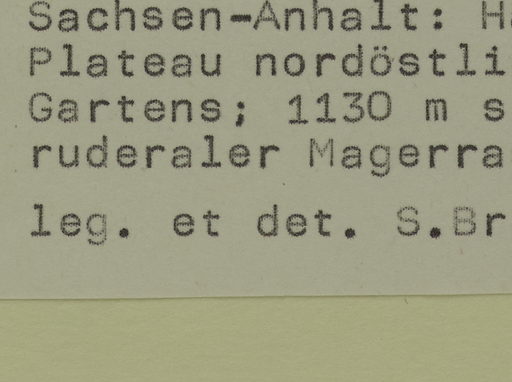 Sachsen-Anhalt: H
Plateau nordöstli
Gartens; 1130 m s
ruderaler Magerra
leg. et det. S.Br